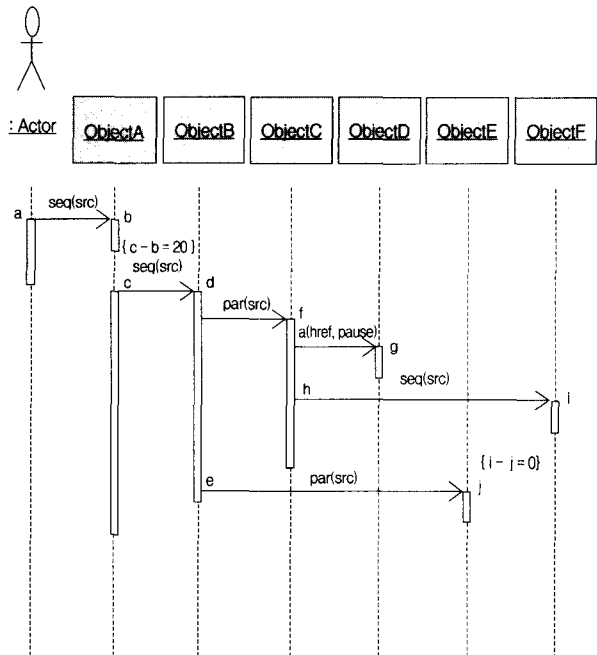 : Actor
ObjectA
ObjectB
ObjectC
ObjectD
ObjectE
ObjectF
seq(src)
a
b
{ c - b = 20 }
seq(src)
c
d
par(src)
f
a(href, pause)
g
seq(src)
h
i
{ i - j = 0}
par(src)
e
j